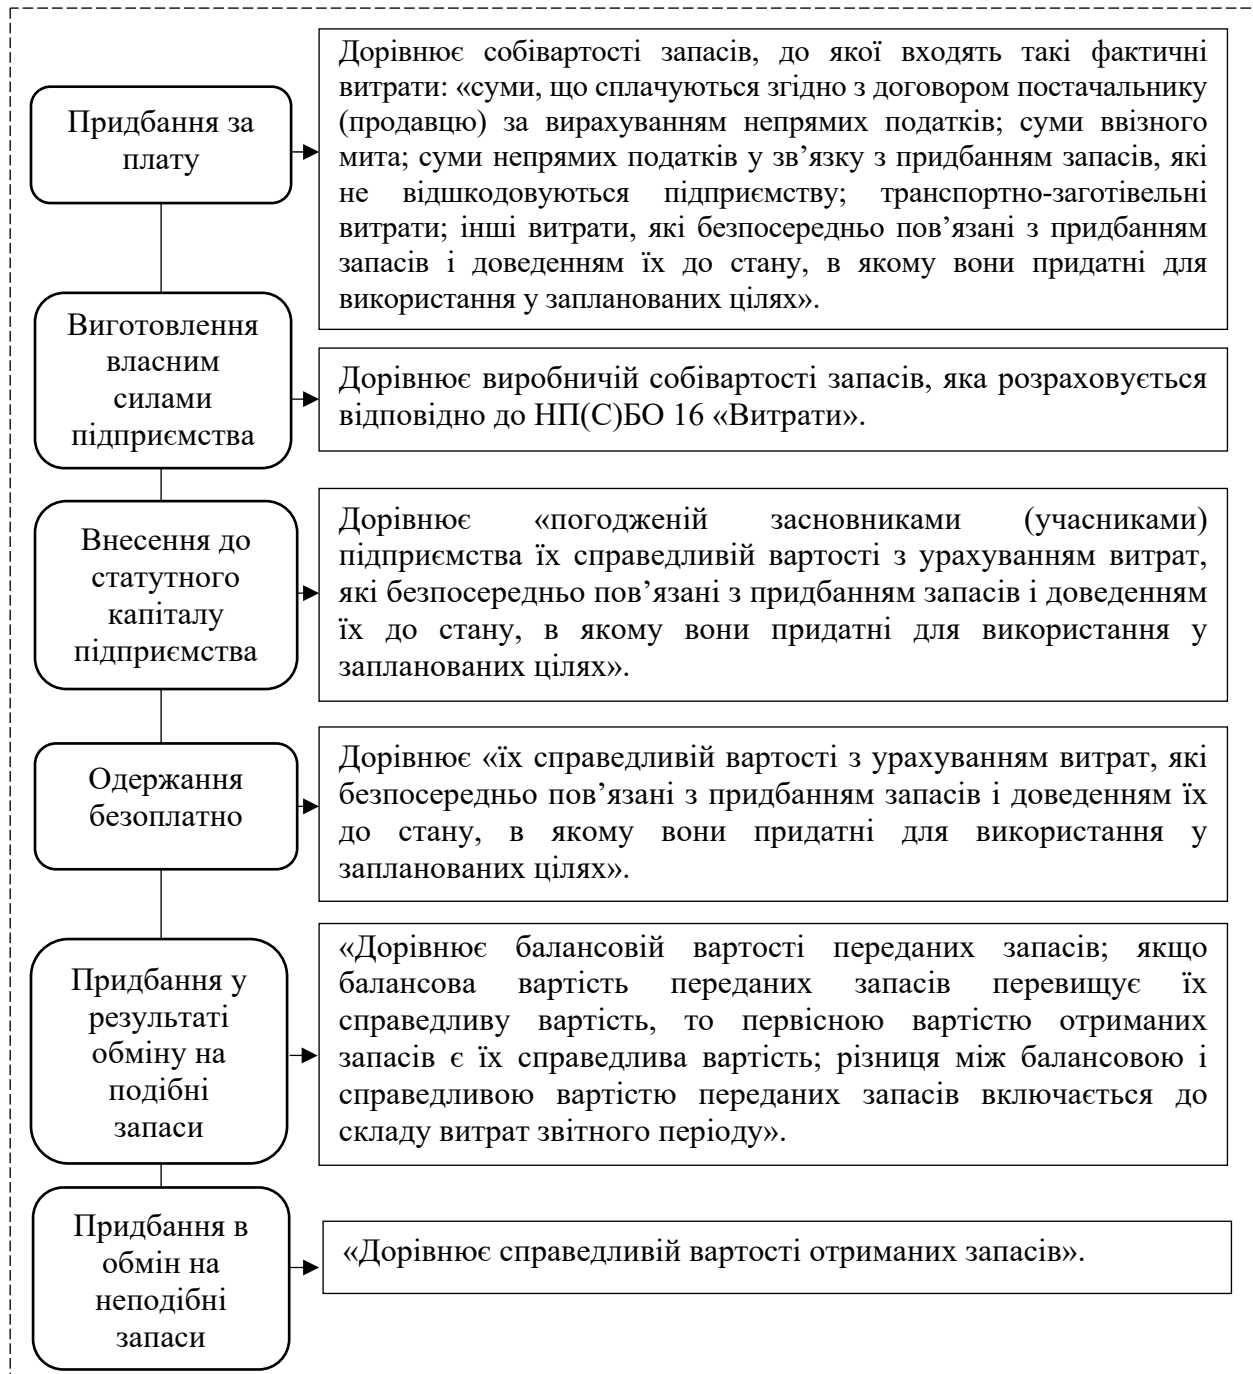 Придбання за
плату
Дорівнює собівартості запасів, до якої входять такі фактичні
витрати: «суми, що сплачуються згідно з договором постачальнику
(продавцю) за вирахуванням непрямих податків; суми ввізного
мита; суми непрямих податків у зв’язку з придбанням запасів, які
не відшкодовуються підприємству; транспортно-заготівельні
витрати; інші витрати, які безпосередньо пов’язані з придбанням
запасів і доведенням їх до стану, в якому вони придатні для
використання у запланованих цілях».
Виготовлення
власним
силами
підприємства
Дорівнює виробничій собівартості запасів, яка розраховується
відповідно до НП(С)БО 16 «Витрати».
Внесення до
статутного
капіталу
підприємства
Дорівнює «погодженій засновниками (учасниками)
підприємства їх справедливій вартості з урахуванням витрат,
які безпосередньо пов’язані з придбанням запасів і доведенням
їх до стану, в якому вони придатні для використання у
запланованих цілях».
Одержання
безоплатно
Дорівнює «їх справедливій вартості з урахуванням витрат, які
безпосередньо пов’язані з придбанням запасів і доведенням їх
до стану, в якому вони придатні для використання у
запланованих цілях».
Придбання у
результаті
обміну на
подібні
запаси
«Дорівнює балансовій вартості переданих запасів; якщо
балансова вартість переданих запасів перевищує їх
справедливу вартість, то первісною вартістю отриманих
запасів є їх справедлива вартість; різниця між балансовою і
справедливою вартістю переданих запасів включається до
складу витрат звітного періоду».
Придбання в
обмін на
неподібні
запаси
«Дорівнює справедливій вартості отриманих запасів».